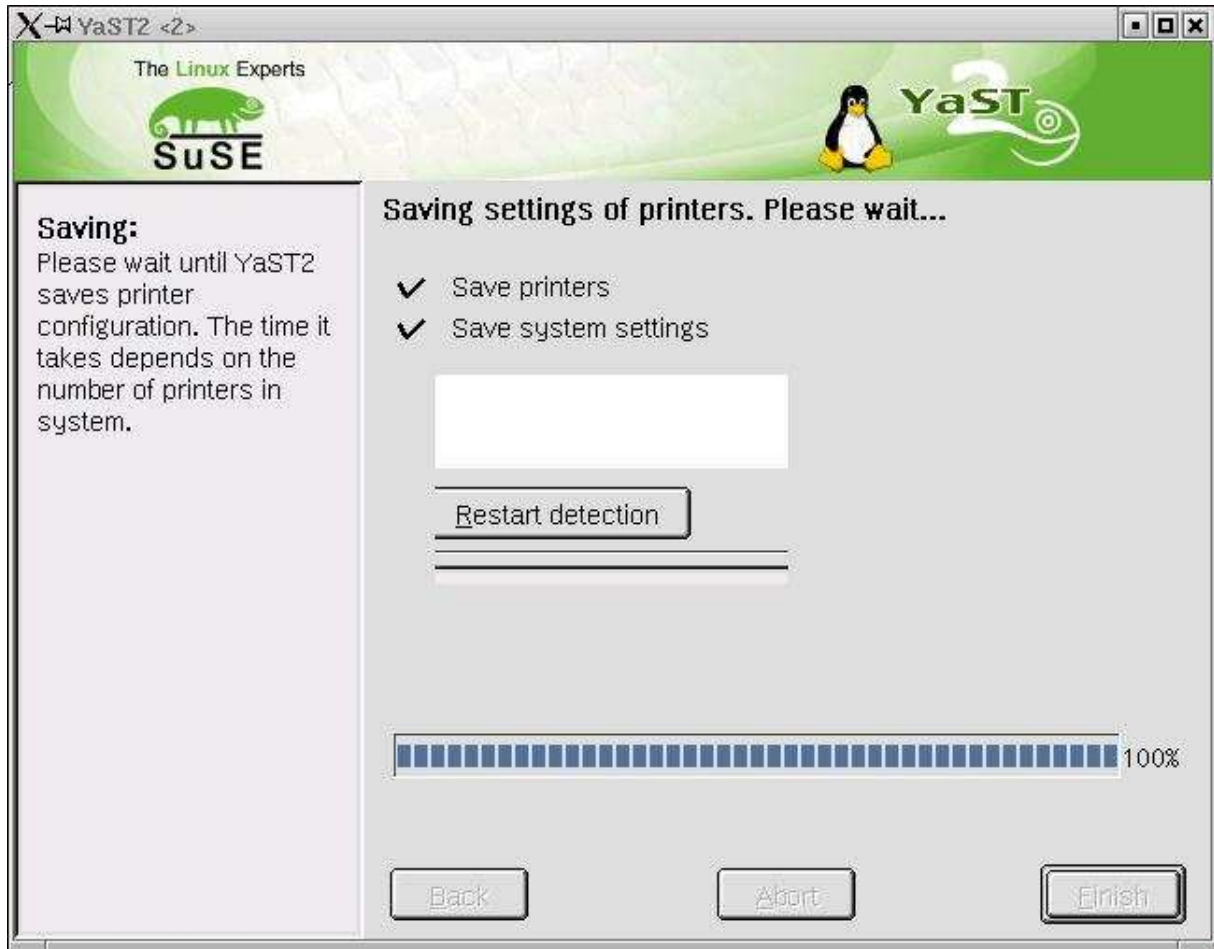 YaST2 <2>
The Linux Experts
SuSE
YaST
2
Saving:
Please wait until YaST2
saves printer
configuration. The time it
takes depends on the
number of printers in
system.
Saving settings of printers. Please wait...
Save printers
Save system settings
Restart detection
100%
Back
Abort
Finish